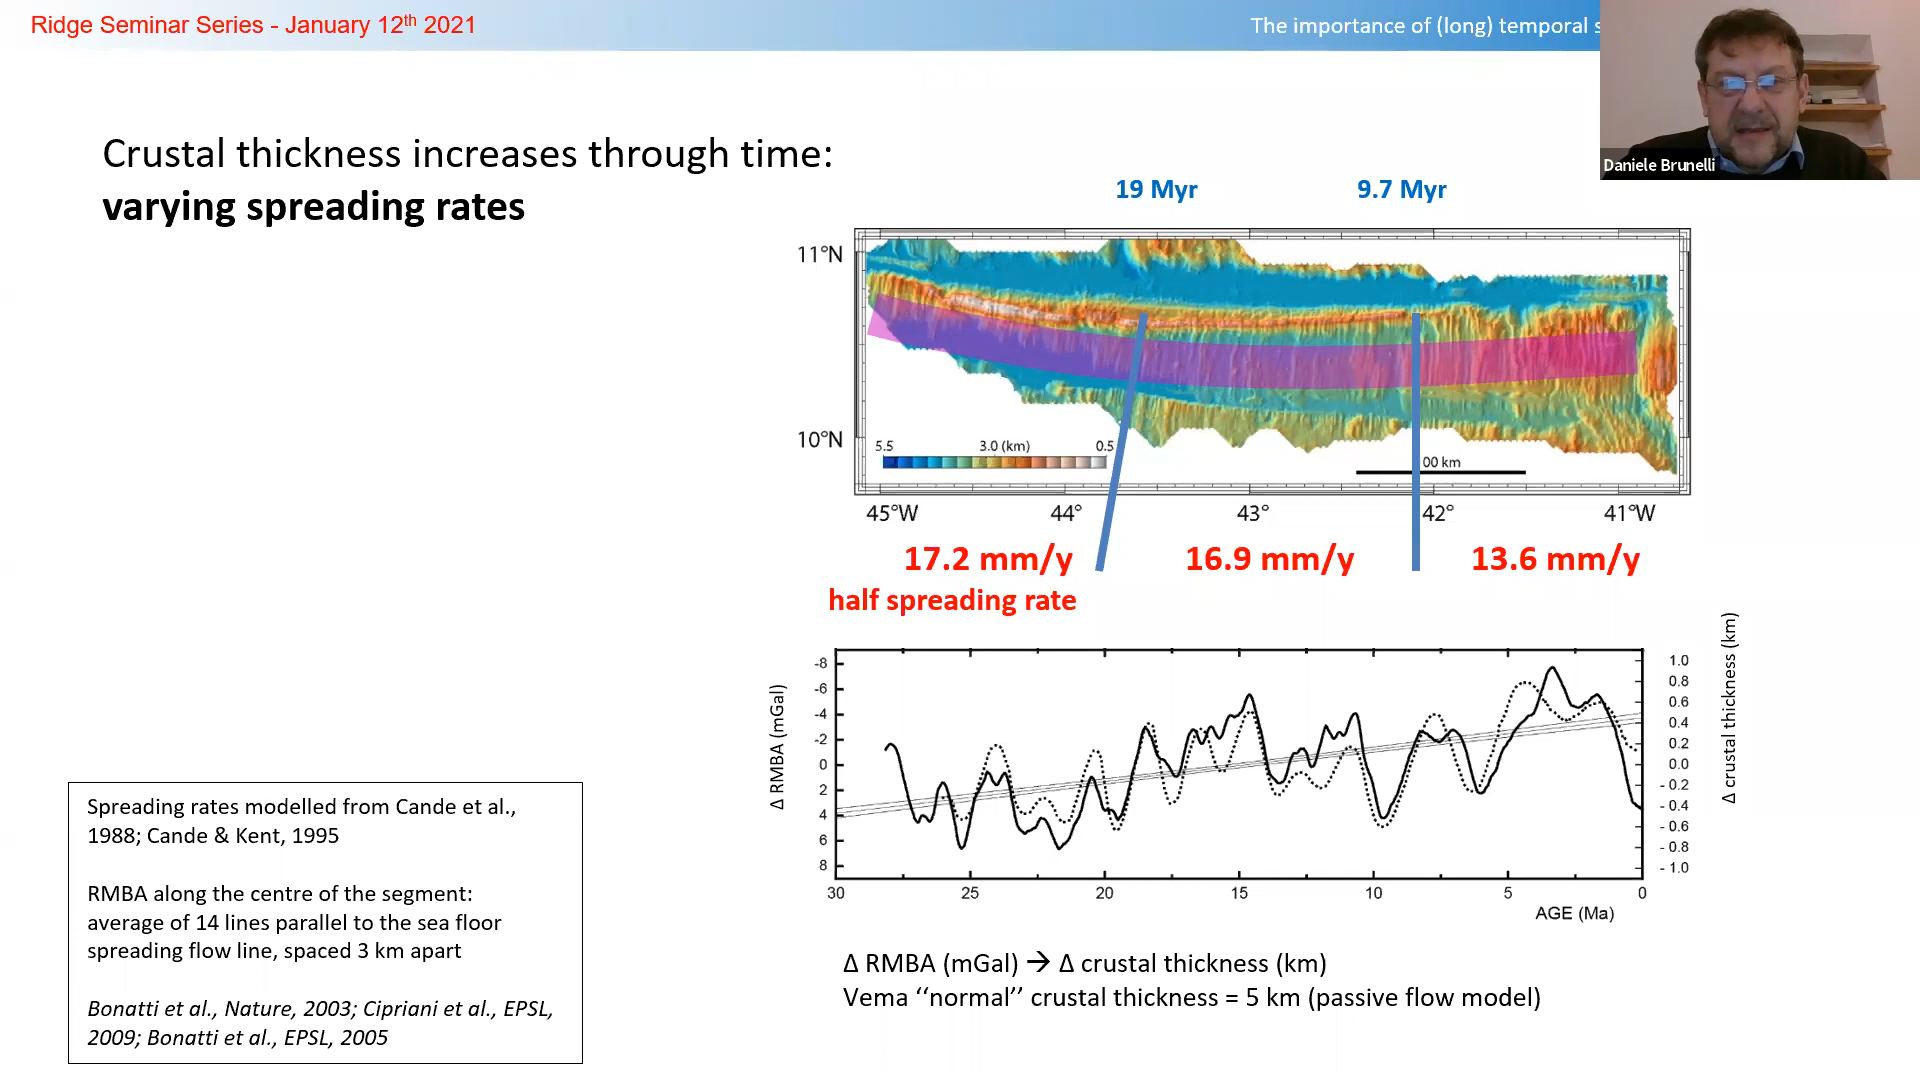 Ridge Seminar Series - January 12th 2021
The importance of (long) temporal
Daniele Brunelli
Crustal thickness increases through time:
varying spreading rates
19 Myr
9.7 Myr
11°N
10°N
5.5
3.0 (km)
0.5
00 km
45°W
44°
43°
42°
41°W
17.2 mm/y
16.9 mm/y
13.6 mm/y
half spreading rate
Δ RMBA (mGal)
-8
-6
-4
-2
0
2
4
6
8
1.0
0.8
0.6
0.4
0.2
0.0
- 0.2
- 0.4
- 0.6
- 0.8
- 1.0
Δ crustal thickness (km)
30
25
20
15
10
5
0
AGE (Ma)
Spreading rates modelled from Cande et al.,
1988; Cande & Kent, 1995
RMBA along the centre of the segment:
average of 14 lines parallel to the sea floor
spreading flow line, spaced 3 km apart
Bonatti et al., Nature, 2003; Cipriani et al., EPSL,
2009; Bonatti et al., EPSL, 2005
Δ RMBA (mGal) → Δ crustal thickness (km)
Vema ‘‘normal’’ crustal thickness = 5 km (passive flow model)